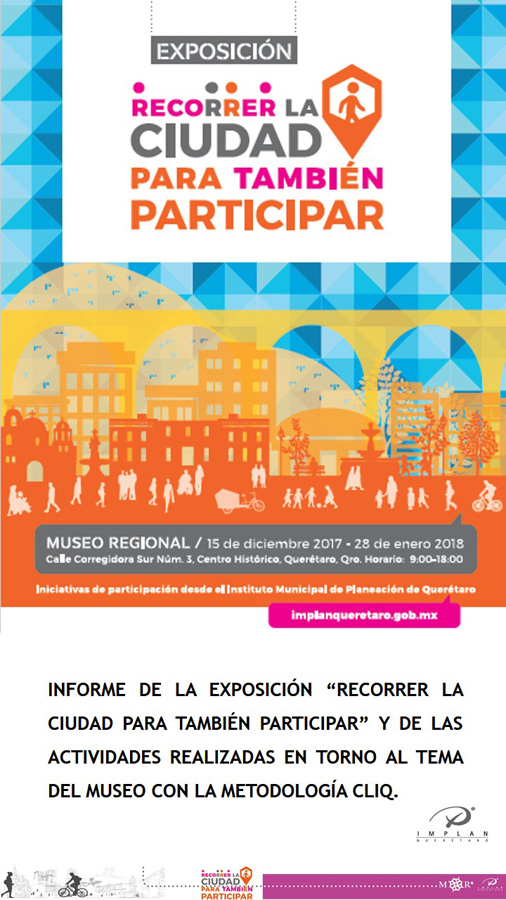 EXPOSICIÓN
RECORRER LA
CIUDAD
PARA TAMBIÉN
PARTICIPAR
MUSEO REGIONAL / 15 de diciembre 2017 - 28 de enero 2018
Calle Corregidora Sur Núm. 3, Centro Histórico, Querétaro, Qro. Horario: 9:00-18:00
Iniciativas de participación desde el Instituto Municipal de Planeación de Querétaro
implanqueretaro.gob.mx
INFORME DE LA EXPOSICIÓN “RECORRER LA
CIUDAD PARA TAMBIÉN PARTICIPAR” Y DE LAS
ACTIVIDADES REALIZADAS EN TORNO AL TEMA
DEL MUSEO CON LA METODOLOGÍA CLIQ.
IMPLAN
QUERÉTARO
RECORRER LA
CIUDAD
PARA TAMBIÉN
PARTICIPAR